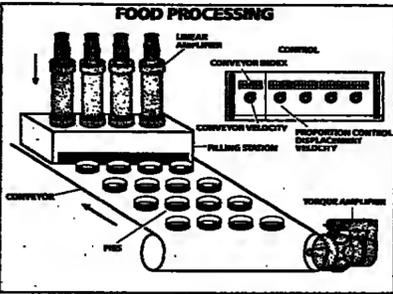 FOOD PROCESSING
LINEAR
AMPLIFIER
CONTROL
CONVEYOR INDEX
CONVEYOR VELOCITY
PROPORTION CONTROL
DISPLACEMENT
VELOCITY
FILLING STATION
CONVEYOR
TORQUE AMPLIFIER
PIES